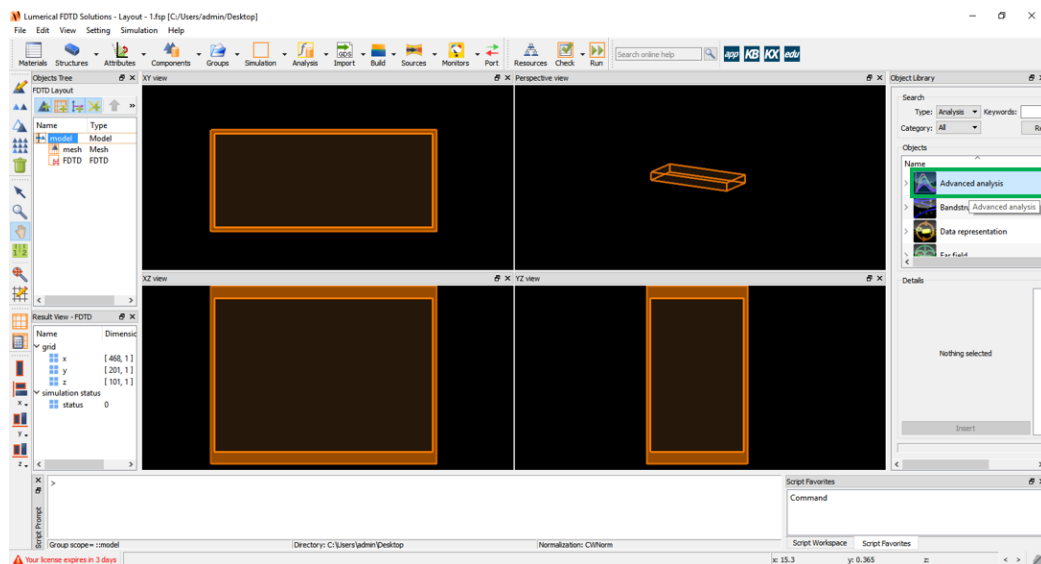 Lumerical FDTD Solutions - Layout - 1.fsp [C:/Users/admin/Desktop]
File Edit View Setting Simulation Help
Materials Structures Attributes Components Groups Simulation Analysis Import Build Sources Monitors Port Resources Check Run Search online help app KB KX edu
GDS
Objects Tree
FDTD Layout
Name Type
model Model
mesh Mesh
FDTD FDTD
XY view
Perspective view
XZ view
YZ view
Result View - FDTD
Name Dimensic
grid
x [468, 1]
y [201, 1]
z [101, 1]
simulation status
status 0
x
y
z
Object Library
Search
Type: Analysis Keywords:
Category: All
Objects
Name
Advanced analysis
Bandstr Advanced analysis
Data representation
Far field
Details
Nothing selected
Insert
Script Prompt
>
Group scope= ::model Directory: C:\Users\admin\Desktop Normalization: CWNorm
Script Favorites
Command
Script Workspace Script Favorites
Your license expires in 3 days x: 15.3 y: 0.365 z: